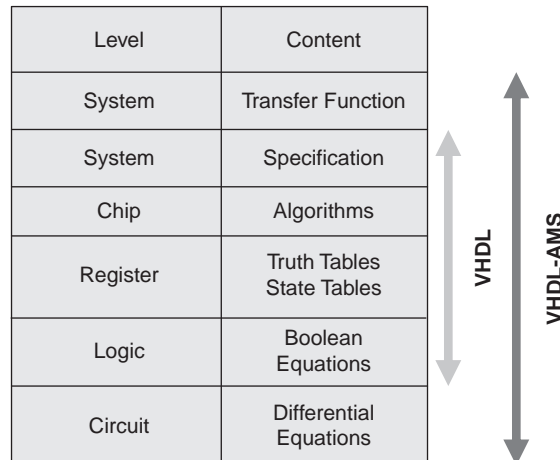 Level Content
System Transfer Function
System Specification
Chip Algorithms
Register Truth Tables
State Tables
Logic Boolean
Equations
Circuit Differential
Equations
VHDL
VHDL-AMS